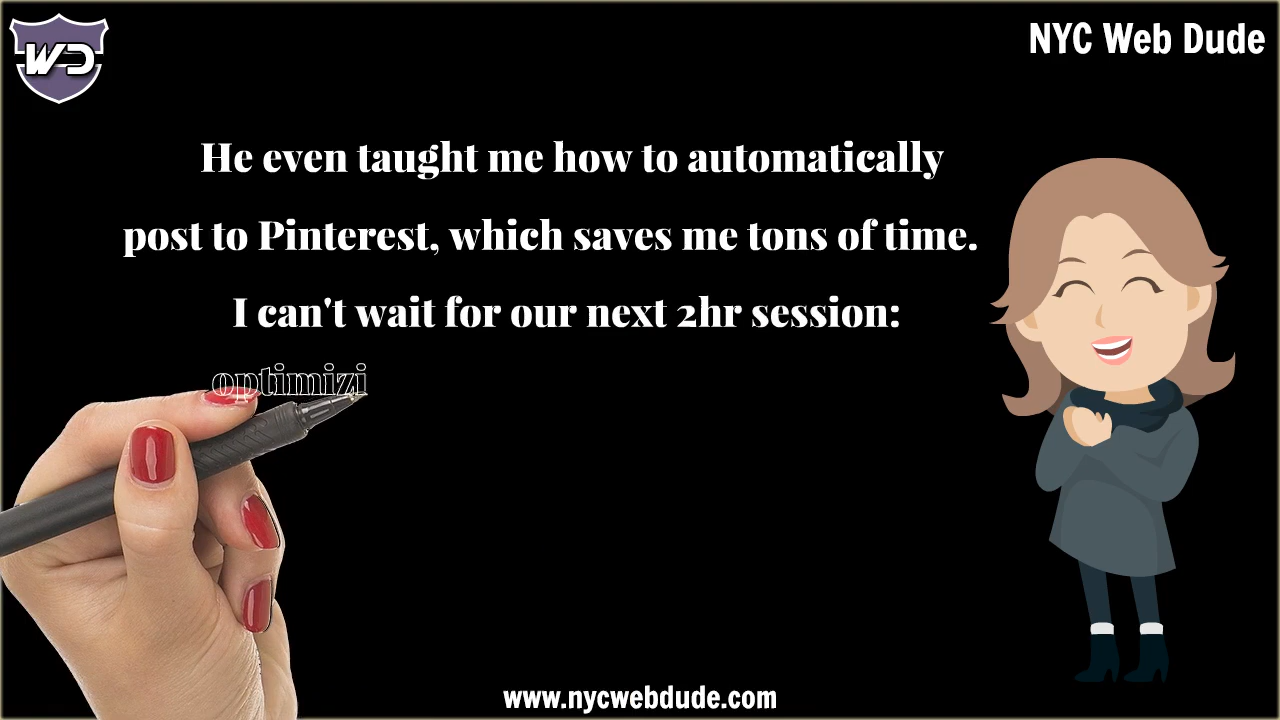 WD
NYC Web Dude
He even taught me how to automatically
post to Pinterest, which saves me tons of time.
I can't wait for our next 2hr session:
optimizi
www.nycwebdude.com